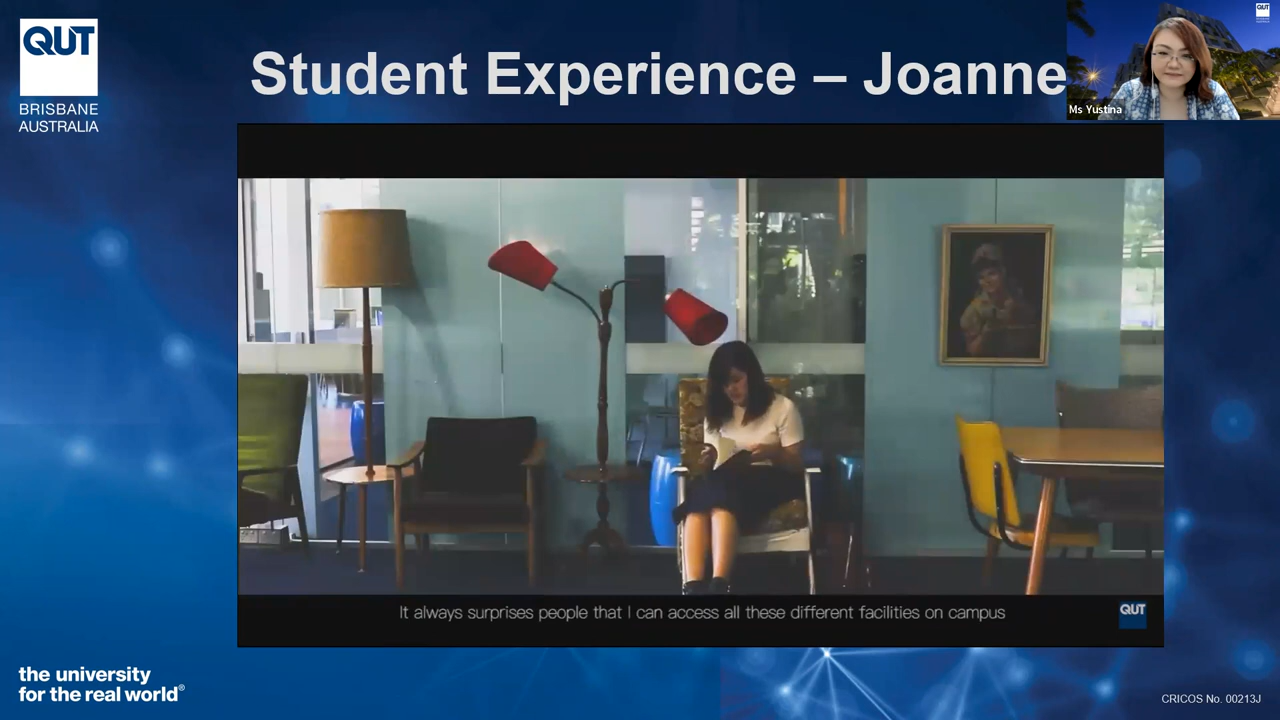 QUT
BRISBANE
AUSTRALIA
Student Experience – Joanne
QUT
Ms Yustina
It always surprises people that I can access all these different facilities on campus
QUT
the university
for the real world®
CRICOS No. 00213J